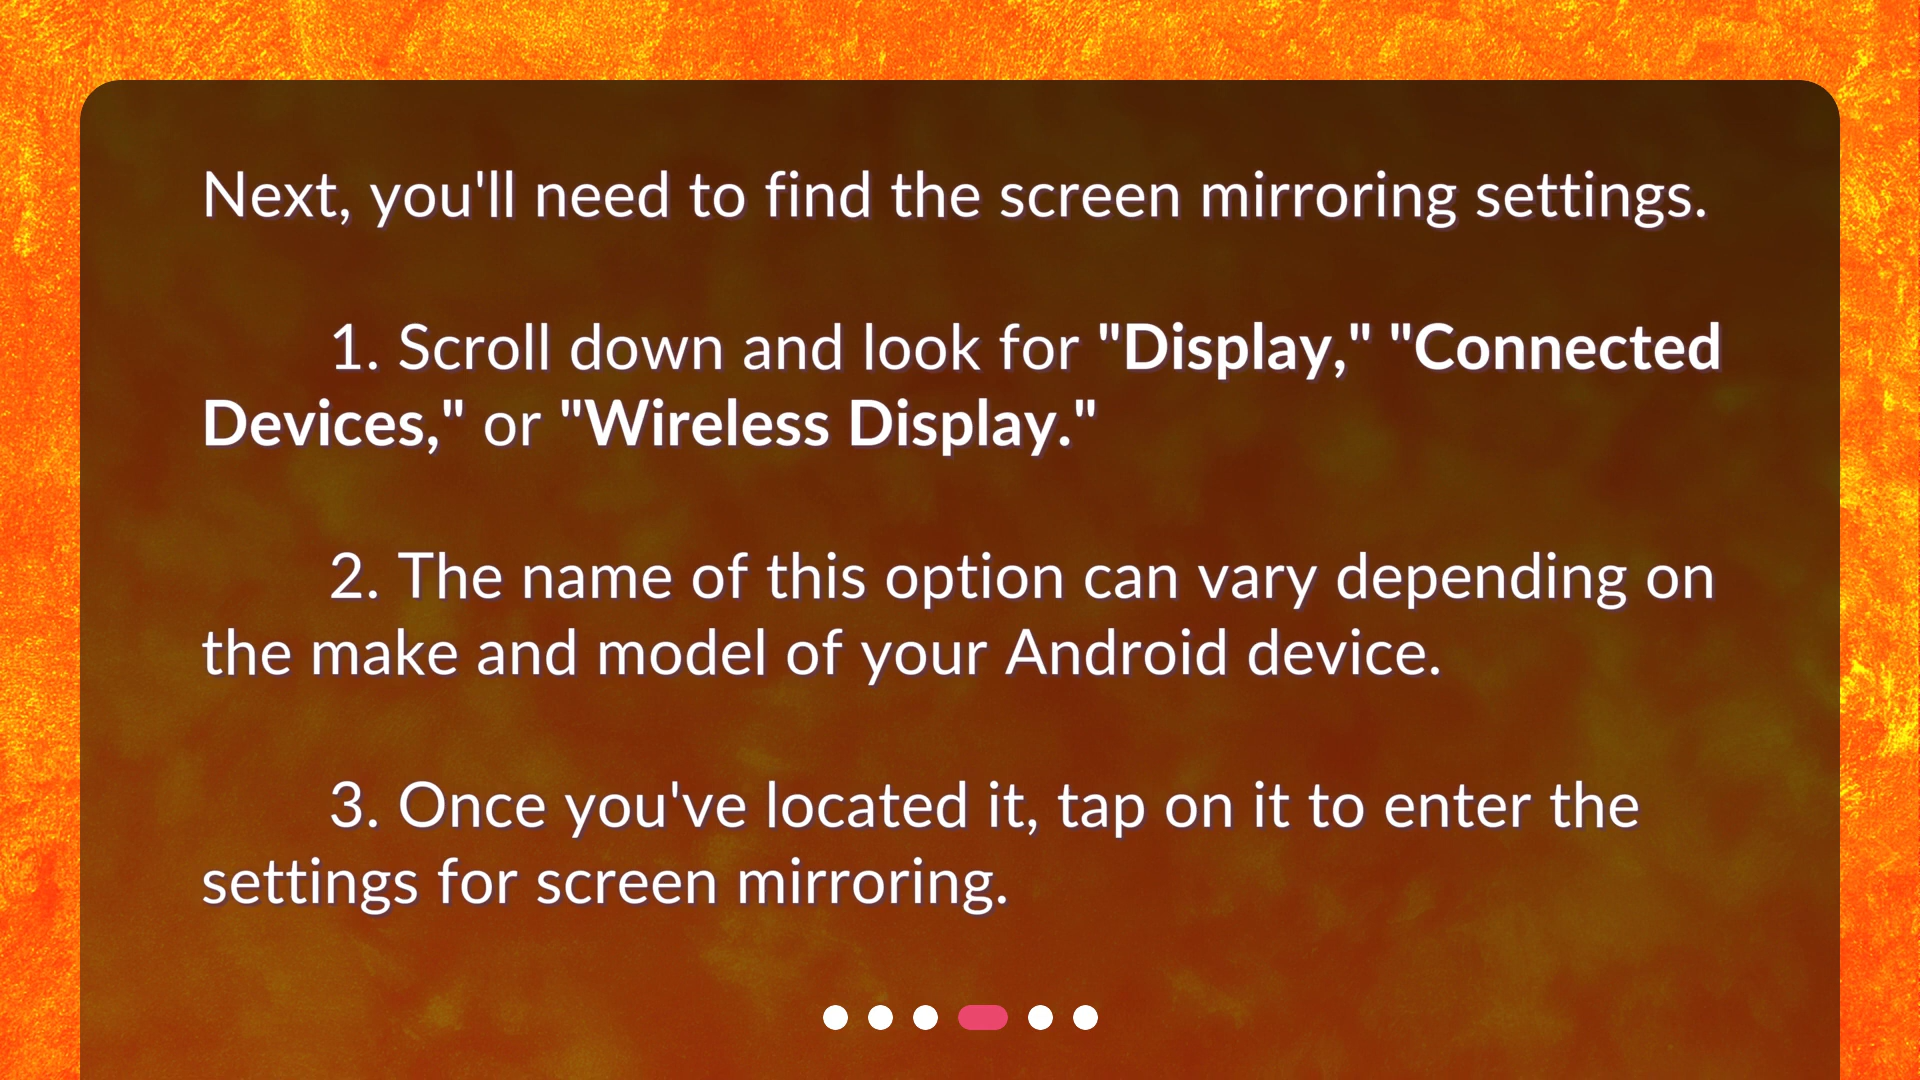 Next, you'll need to find the screen mirroring settings.
1. Scroll down and look for "Display," "Connected
Devices," or "Wireless Display."
2. The name of this option can vary depending on
the make and model of your Android device.
3. Once you've located it, tap on it to enter the
settings for screen mirroring.